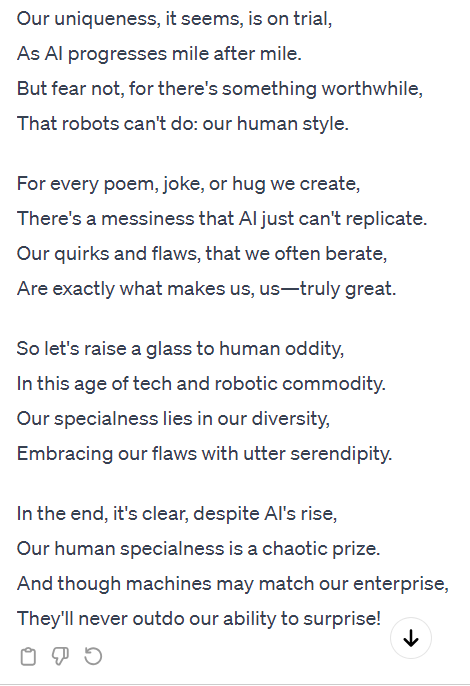 Our uniqueness, it seems, is on trial,
As AI progresses mile after mile.
But fear not, for there's something worthwhile,
That robots can't do: our human style.
For every poem, joke, or hug we create,
There's a messiness that AI just can't replicate.
Our quirks and flaws, that we often berate,
Are exactly what makes us, us—truly great.
So let's raise a glass to human oddity,
In this age of tech and robotic commodity.
Our specialness lies in our diversity,
Embracing our flaws with utter serendipity.
In the end, it's clear, despite AI's rise,
Our human specialness is a chaotic prize.
And though machines may match our enterprise,
They'll never outdo our ability to surprise!